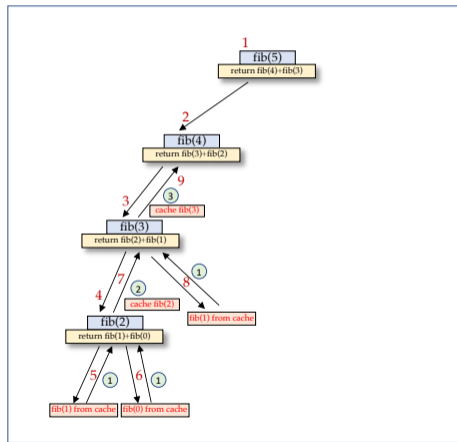 1
fib(5)
return fib(4)+fib(3)
2
fib(4)
return fib(3)+fib(2)
3
9
3
cache fib(3)
fib(3)
return fib(2)+fib(1)
4
7
2
cache fib(2)
8
1
fib(1) from cache
fib(2)
return fib(1)+fib(0)
5
1
6
1
fib(1) from cache
fib(0) from cache